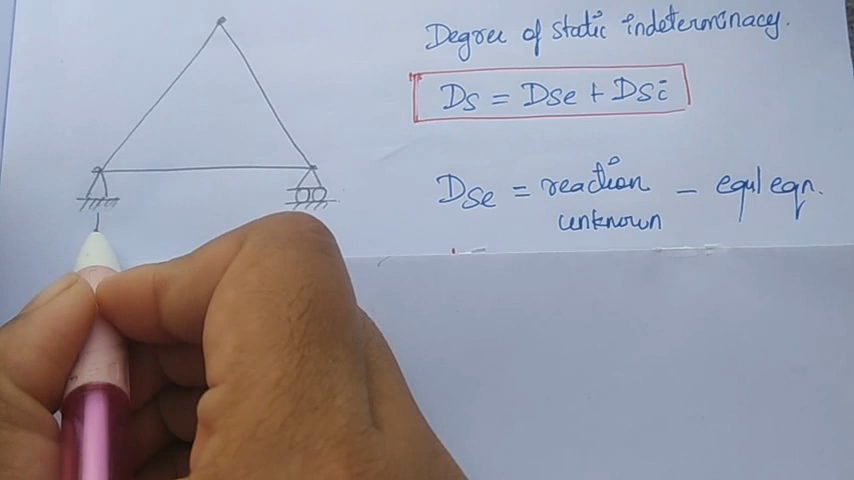 Degree of static indeterminacy.
Ds = Dse + Dsi
Dse = reaction unknown - equl eqn.